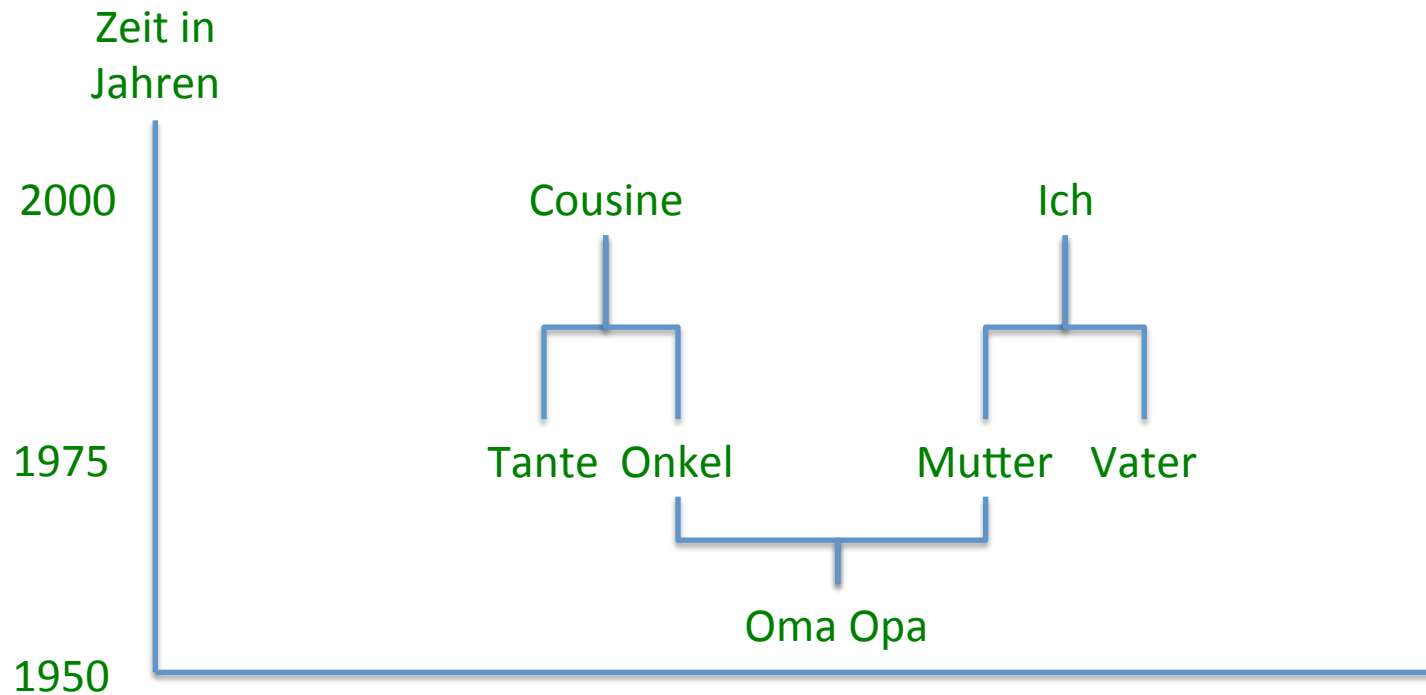 Zeit in
Jahren
2000 Cousine Ich
1975 Tante Onkel Mutter Vater
Oma Opa
1950